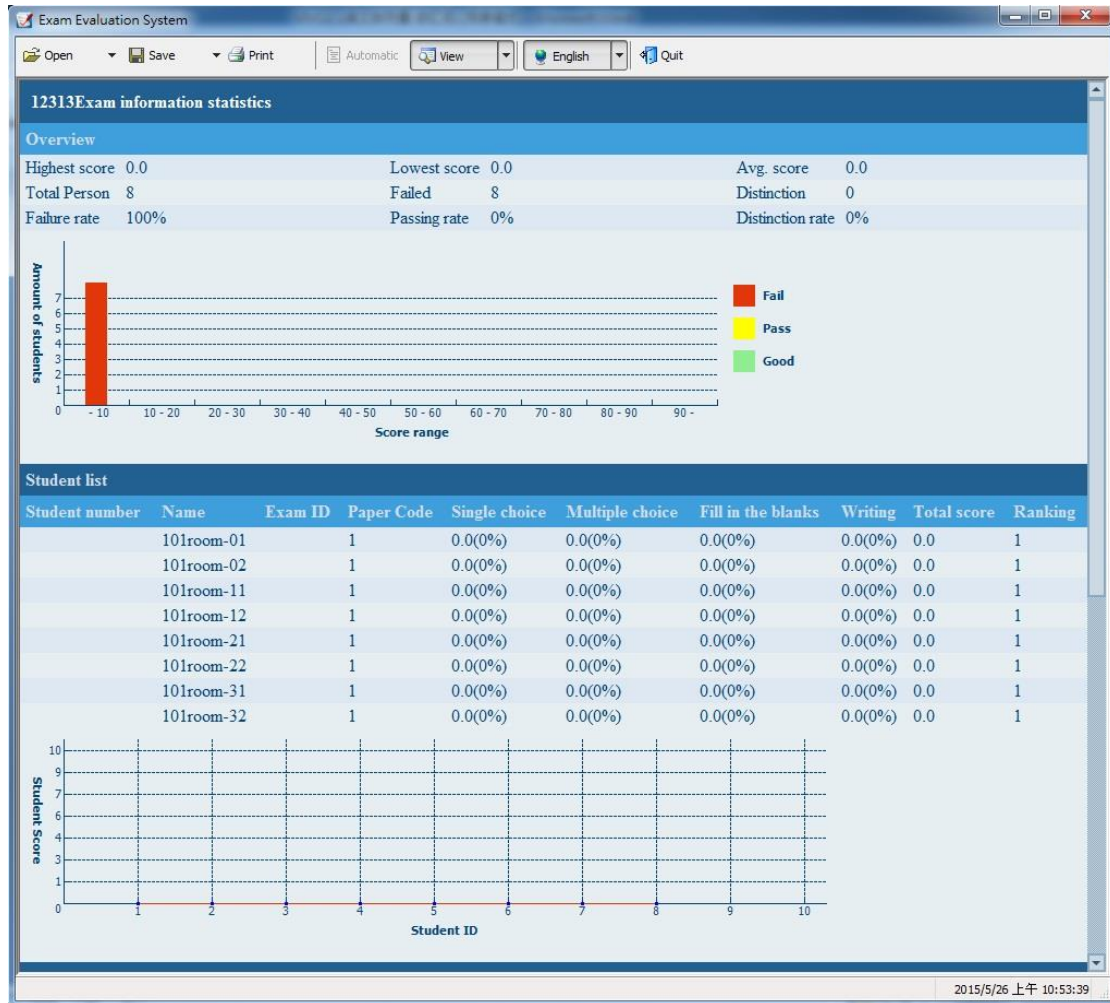 Exam Evaluation System
Open Save Print Automatic View English Quit
12313Exam information statistics
Overview
Highest score 0.0 Lowest score 0.0 Avg. score 0.0
Total Person 8 Failed 8 Distinction 0
Failure rate 100% Passing rate 0% Distinction rate 0%
Amount of students
7
6
5
4
3
2
1
0
- 10 10 - 20 20 - 30 30 - 40 40 - 50 50 - 60 60 - 70 70 - 80 80 - 90 90 -
Score range
Fail
Pass
Good
Student list
Student number Name Exam ID Paper Code Single choice Multiple choice Fill in the blanks Writing Total score Ranking
101room-01 1 0.0(0%) 0.0(0%) 0.0(0%) 0.0(0%) 0.0 1
101room-02 1 0.0(0%) 0.0(0%) 0.0(0%) 0.0(0%) 0.0 1
101room-11 1 0.0(0%) 0.0(0%) 0.0(0%) 0.0(0%) 0.0 1
101room-12 1 0.0(0%) 0.0(0%) 0.0(0%) 0.0(0%) 0.0 1
101room-21 1 0.0(0%) 0.0(0%) 0.0(0%) 0.0(0%) 0.0 1
101room-22 1 0.0(0%) 0.0(0%) 0.0(0%) 0.0(0%) 0.0 1
101room-31 1 0.0(0%) 0.0(0%) 0.0(0%) 0.0(0%) 0.0 1
101room-32 1 0.0(0%) 0.0(0%) 0.0(0%) 0.0(0%) 0.0 1
Student Score
10
9
7
6
4
3
1
0
1 2 3 4 5 6 7 8 9 10
Student ID
2015/5/26 上午 10:53:39